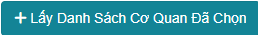 + Lấy Danh Sách Cơ Quan Đã Chọn